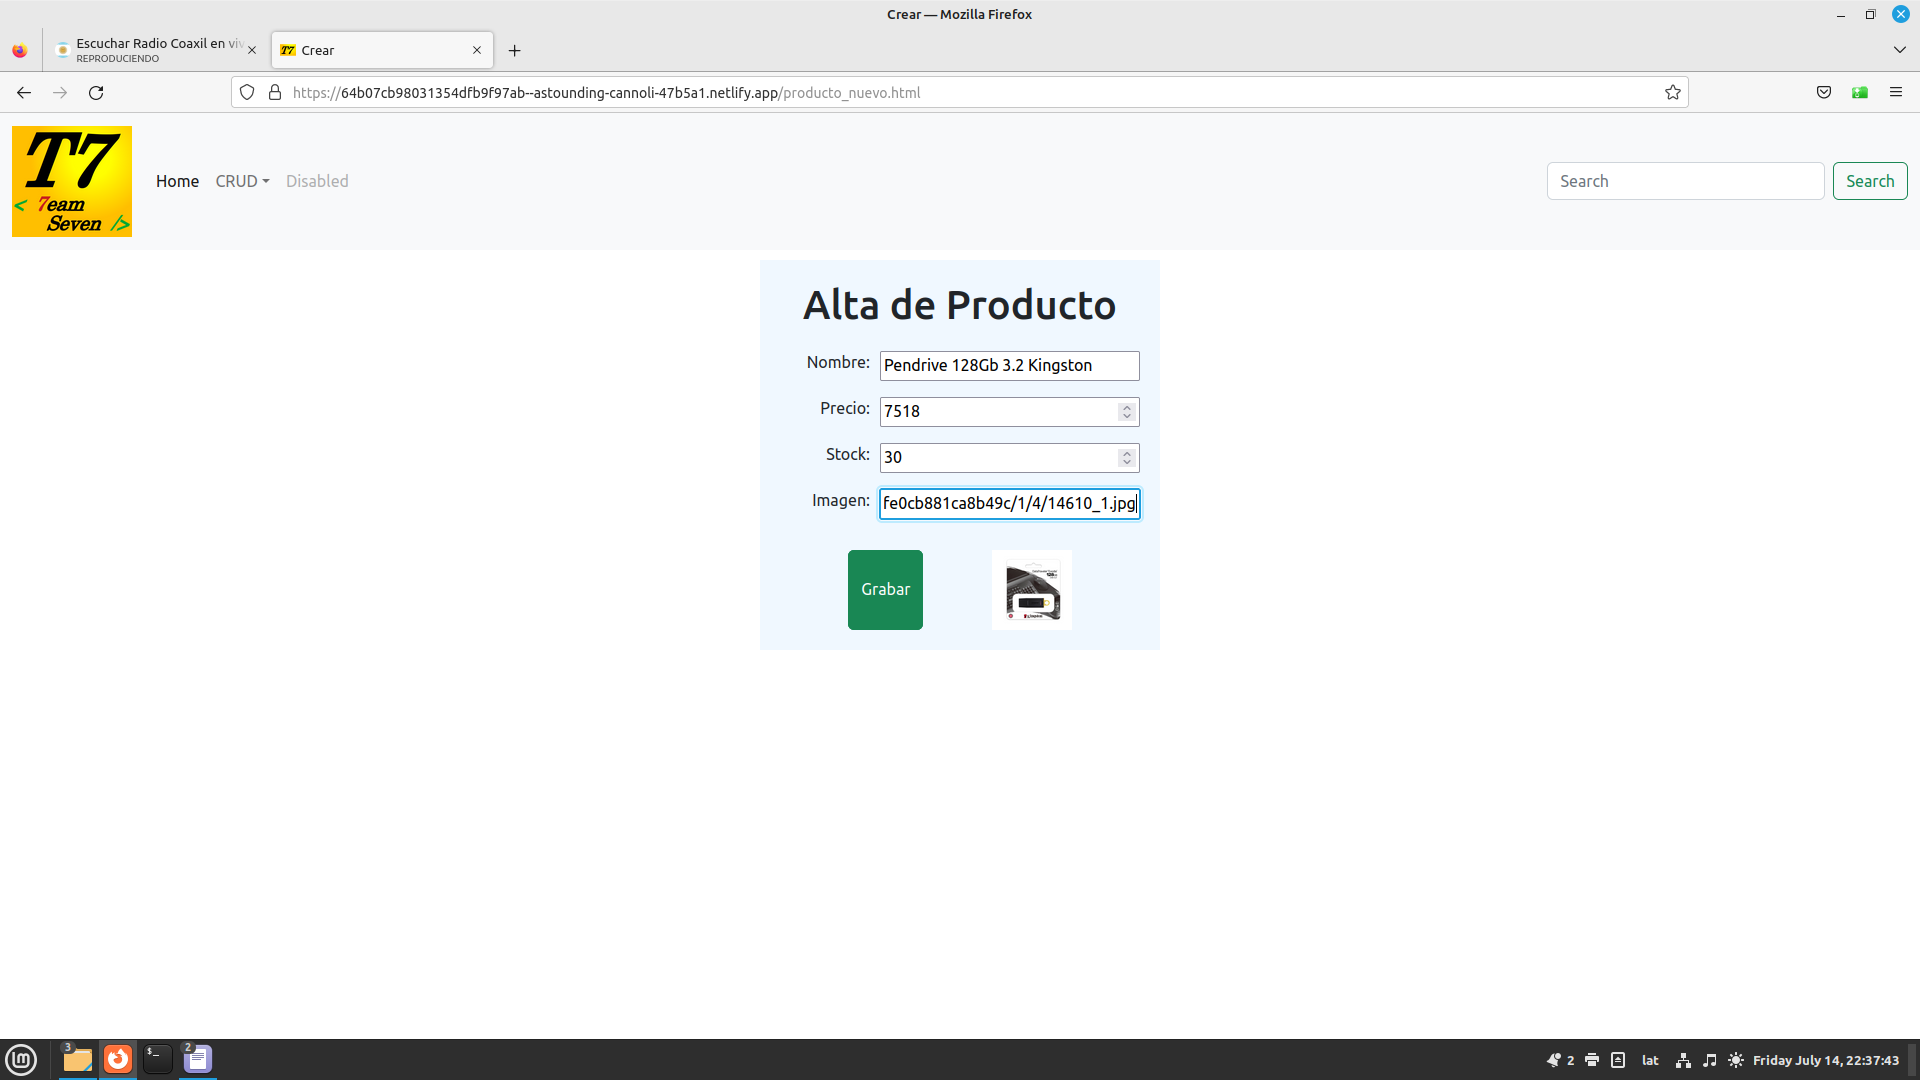 Crear — Mozilla Firefox
Escuchar Radio Coaxil en viv
REPRODUCIENDO
Crear
https://64b07cb98031354dfb9f97ab--astounding-cannoli-47b5a1.netlify.app/producto_nuevo.html
T7
< 7eam
Seven />
Home
CRUD
Disabled
Search
Search
Alta de Producto
Nombre: Pendrive 128Gb 3.2 Kingston
Precio: 7518
Stock: 30
Imagen: fe0cb881ca8b49c/1/4/14610_1.jpg
Grabar
3
2
2
lat
Friday July 14, 22:37:43